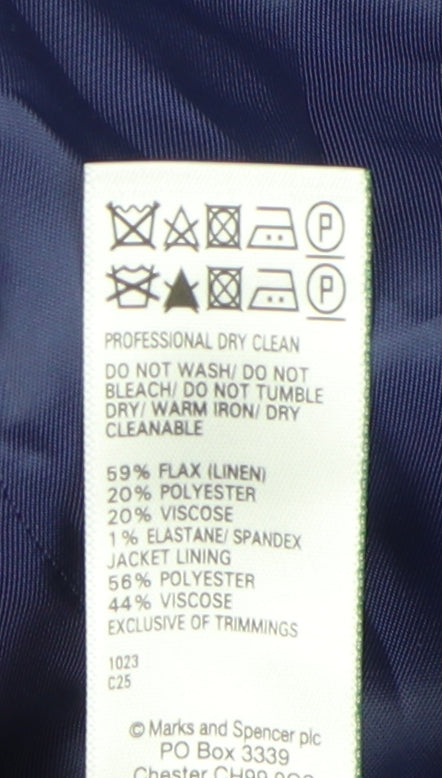 P
P
PROFESSIONAL DRY CLEAN
DO NOT WASH/ DO NOT
BLEACH/ DO NOT TUMBLE
DRY/ WARM IRON/ DRY
CLEANABLE
59% FLAX (LINEN)
20% POLYESTER
20% VISCOSE
1% ELASTANE/ SPANDEX
JACKET LINING
56% POLYESTER
44% VISCOSE
EXCLUSIVE OF TRIMMINGS
1023
C25
© Marks and Spencer plc
PO Box 3339
Chester